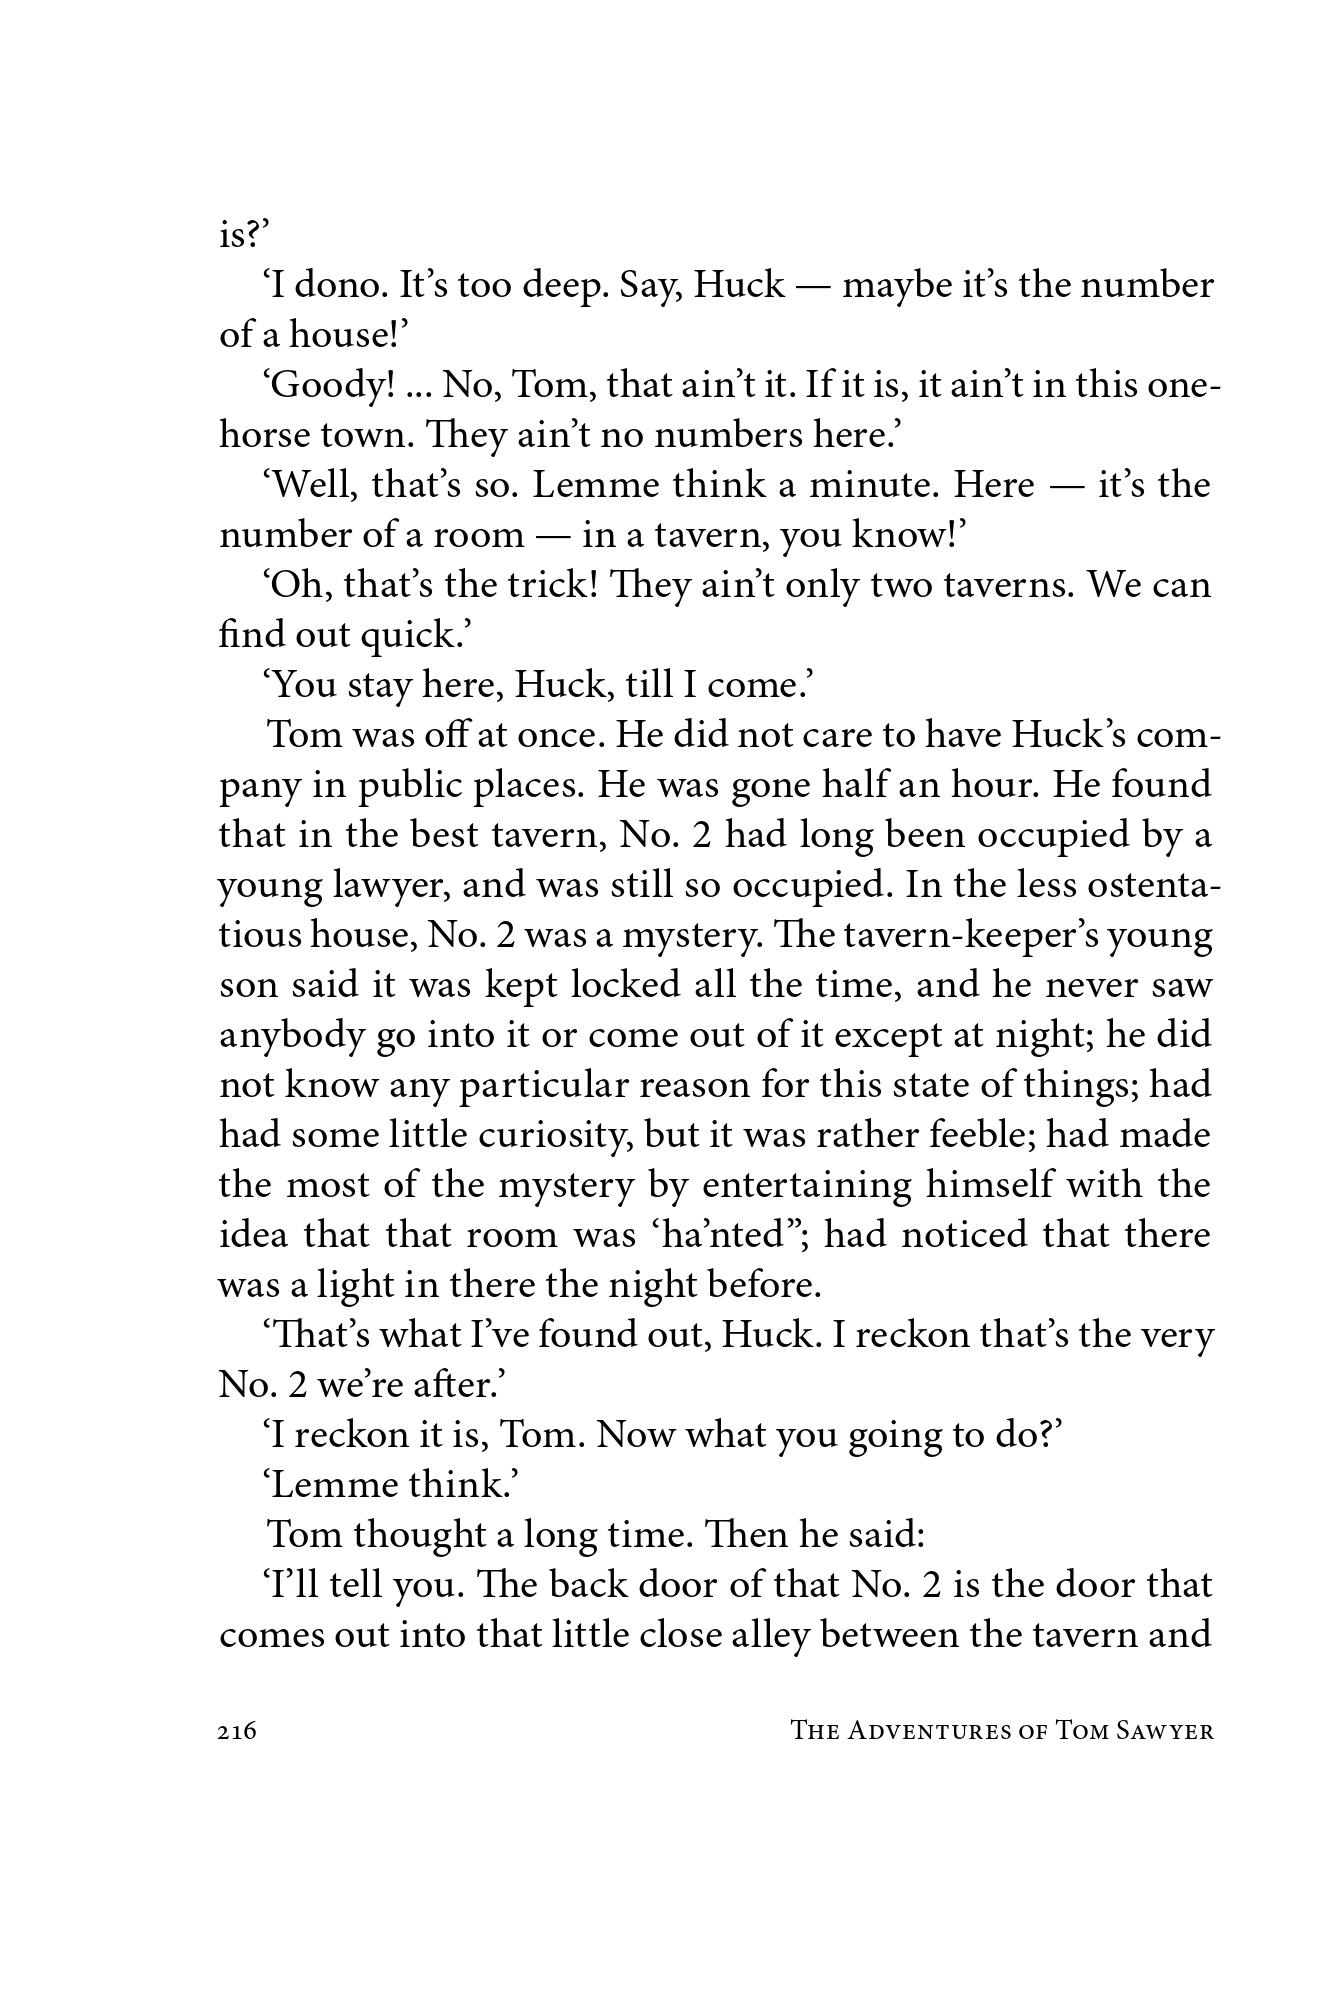 is?’
‘I dono. It’s too deep. Say, Huck — maybe it’s the number
of a house!’
‘Goody! ... No, Tom, that ain’t it. If it is, it ain’t in this one-
horse town. They ain’t no numbers here.’
‘Well, that’s so. Lemme think a minute. Here — it’s the
number of a room — in a tavern, you know!’
‘Oh, that’s the trick! They ain’t only two taverns. We can
find out quick.’
‘You stay here, Huck, till I come.’
Tom was off at once. He did not care to have Huck’s com-
pany in public places. He was gone half an hour. He found
that in the best tavern, No. 2 had long been occupied by a
young lawyer, and was still so occupied. In the less ostenta-
tious house, No. 2 was a mystery. The tavern-keeper’s young
son said it was kept locked all the time, and he never saw
anybody go into it or come out of it except at night; he did
not know any particular reason for this state of things; had
had some little curiosity, but it was rather feeble; had made
the most of the mystery by entertaining himself with the
idea that that room was ‘ha’nted”; had noticed that there
was a light in there the night before.
‘That’s what I’ve found out, Huck. I reckon that’s the very
No. 2 we’re after.’
‘I reckon it is, Tom. Now what you going to do?’
‘Lemme think.’
Tom thought a long time. Then he said:
‘I’ll tell you. The back door of that No. 2 is the door that
comes out into that little close alley between the tavern and
216 The Adventures of Tom Sawyer